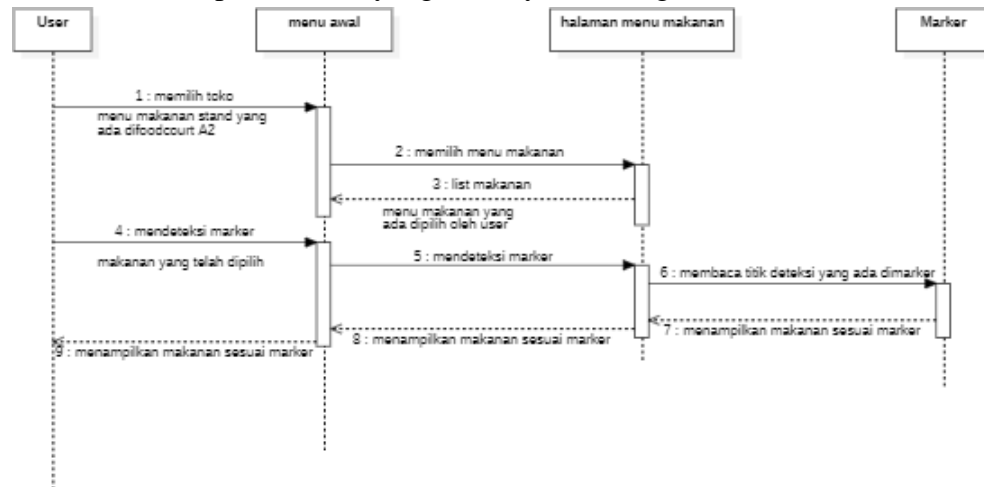 User
menu awal
halaman menu makanan
Marker
1 : memilih toko
menu makanan stand yang
ada difoodcourt A2
2 : memilih menu makanan
3 : list makanan
menu makanan yang
ada dipilih oleh user
4 : mendeteksi marker
makanan yang telah dipilih
5 : mendeteksi marker
6 : membaca titik deteksi yang ada dimarker
7 : menampilkan makanan sesuai marker
8 : menampilkan makanan sesuai marker
9 : menampilkan makanan sesuai marker